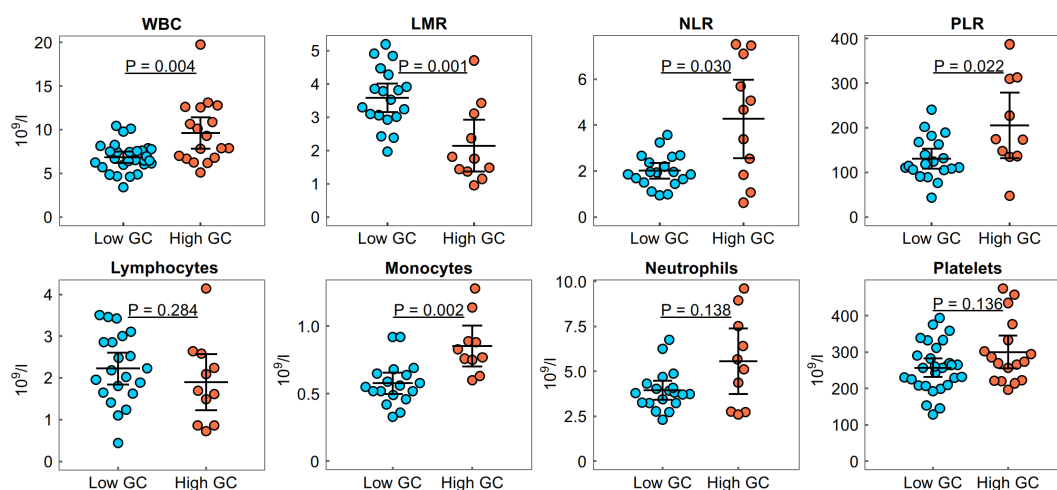 WBC
20
15
10
5
0
10⁹/l
P = 0.004
Low GC High GC
LMR
5
4
3
2
1
0
P = 0.001
Low GC High GC
NLR
6
4
2
0
P = 0.030
Low GC High GC
PLR
400
300
200
100
0
P = 0.022
Low GC High GC
Lymphocytes
4
3
2
1
0
10⁹/l
P = 0.284
Low GC High GC
Monocytes
1.0
0.5
0
10⁹/l
P = 0.002
Low GC High GC
Neutrophils
10.0
7.5
5.0
2.5
0
10⁹/l
P = 0.138
Low GC High GC
Platelets
400
300
200
100
0
10⁹/l
P = 0.136
Low GC High GC